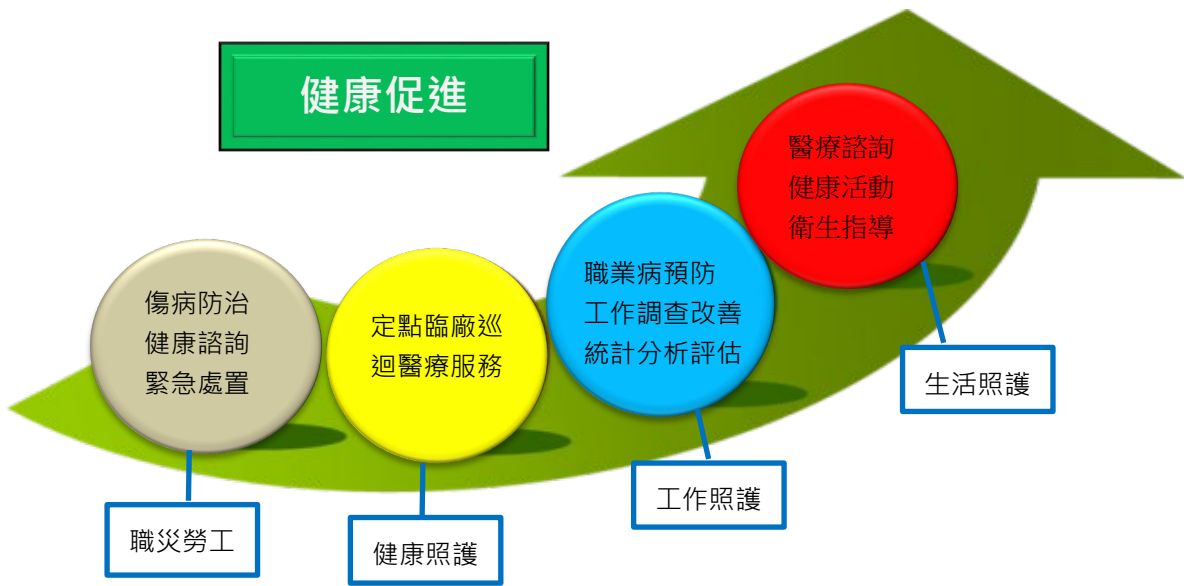 健康促進
傷病防治
健康諮詢
緊急處置
職災勞工
定點臨廠巡
迴醫療服務
健康照護
職業病預防
工作調查改善
統計分析評估
工作照護
醫療諮詢
健康活動
衛生指導
生活照護